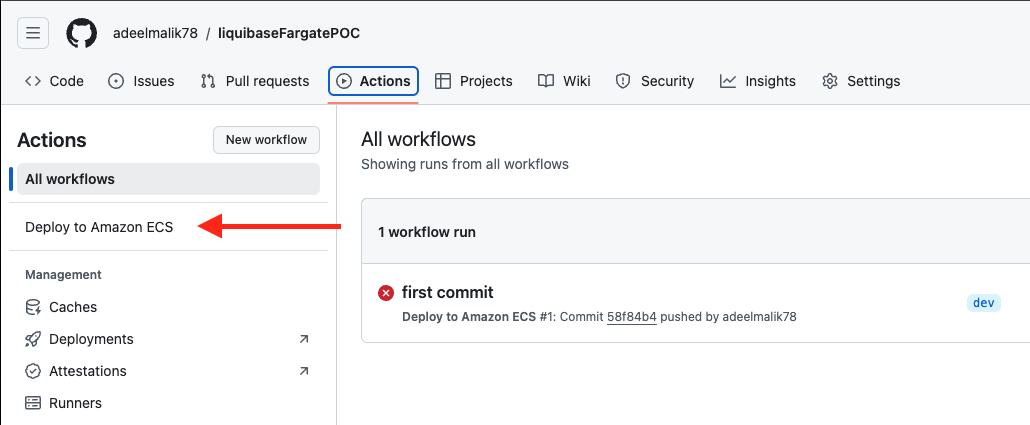 adeelmalik78 / liquibaseFargatePOC
Code Issues Pull requests Actions Projects Wiki Security Insights Settings
Actions
New workflow
All workflows
Deploy to Amazon ECS
Management
Caches
Deployments
Attestations
Runners
All workflows
Showing runs from all workflows
1 workflow run
first commit
Deploy to Amazon ECS #1: Commit 58f84b4 pushed by adeelmalik78
dev